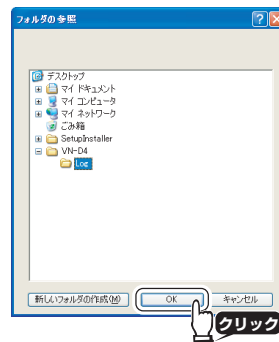 フォルダの参照
デスクトップ
マイ ドキュメント
マイ コンピュータ
マイ ネットワーク
ごみ箱
SetupInstaller
VN-D4
Log
新しいフォルダの作成(M)
OK
キャンセル
クリック